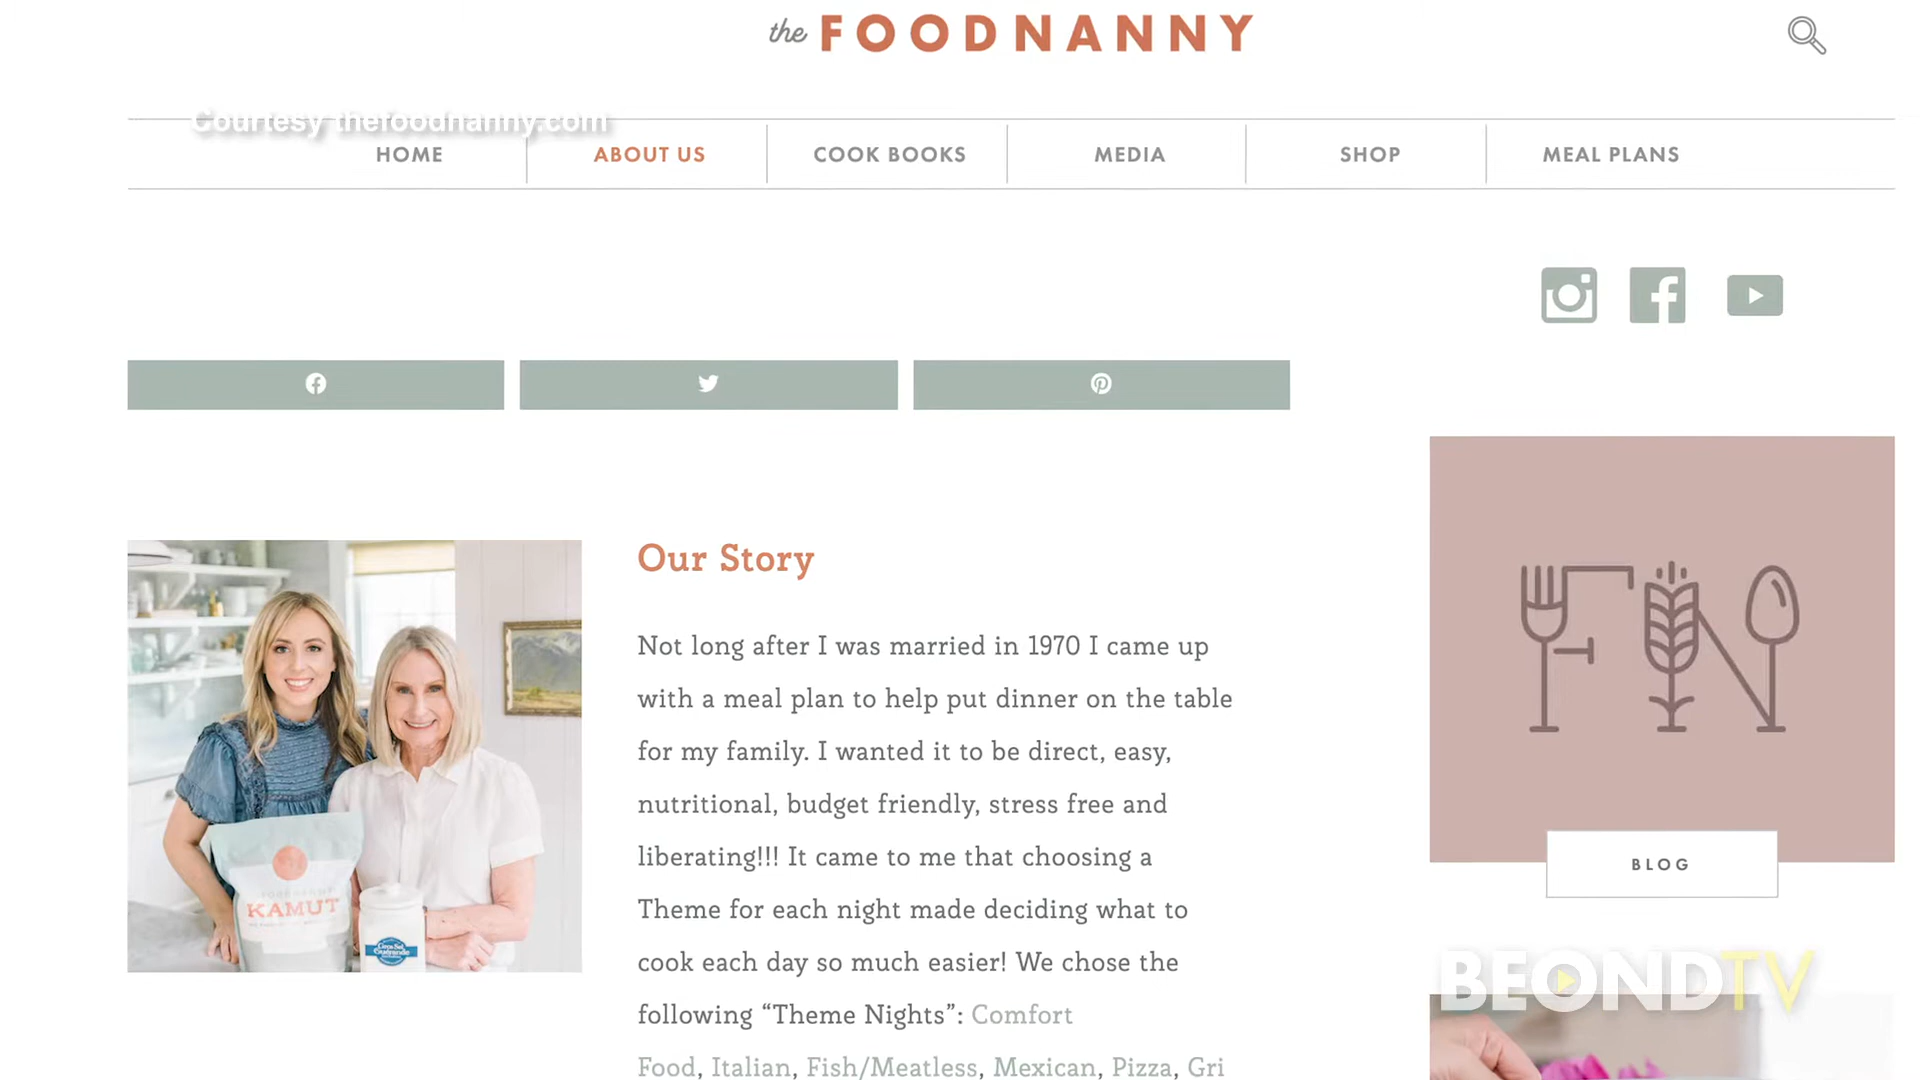 the FOODNANNY
Courtesy thefoodnanny.com
HOME ABOUT US COOK BOOKS MEDIA SHOP MEAL PLANS
Our Story
Not long after I was married in 1970 I came up
with a meal plan to help put dinner on the table
for my family. I wanted it to be direct, easy,
nutritional, budget friendly, stress free and
liberating!!! It came to me that choosing a
Theme for each night made deciding what to
cook each day so much easier! We chose the
following “Theme Nights”: Comfort
Food, Italian, Fish/Meatless, Mexican, Pizza, Gri
FOODNANNY
KAMUT
FN
BLOG
BEONDTV